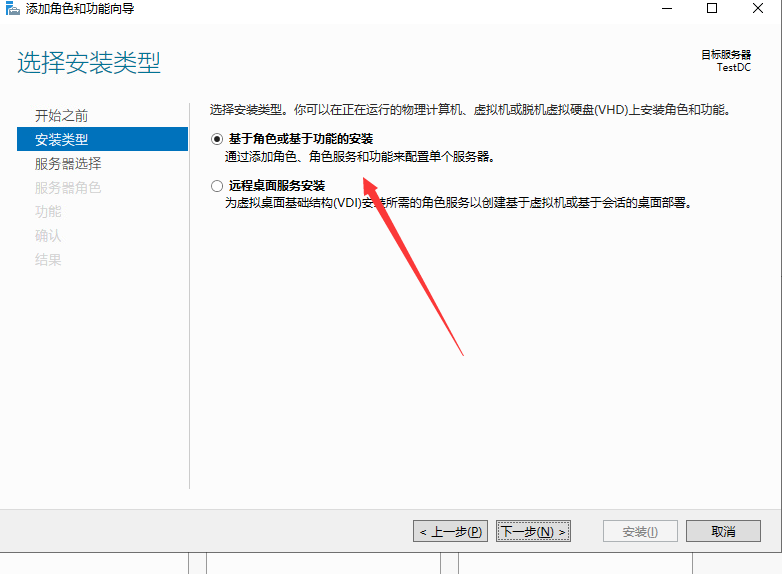 添加角色和功能向导
选择安装类型
目标服务器
TestDC
开始之前
安装类型
服务器选择
服务器角色
功能
确认
结果
选择安装类型。你可以在正在运行的物理计算机、虚拟机或脱机虚拟硬盘(VHD)上安装角色和功能。
基于角色或基于功能的安装
通过添加角色、角色服务和功能来配置单个服务器。
远程桌面服务安装
为虚拟桌面基础结构(VDI)安装所需的角色服务以创建基于虚拟机或基于会话的桌面部署。
< 上一步(P)
下一步(N) >
安装(I)
取消